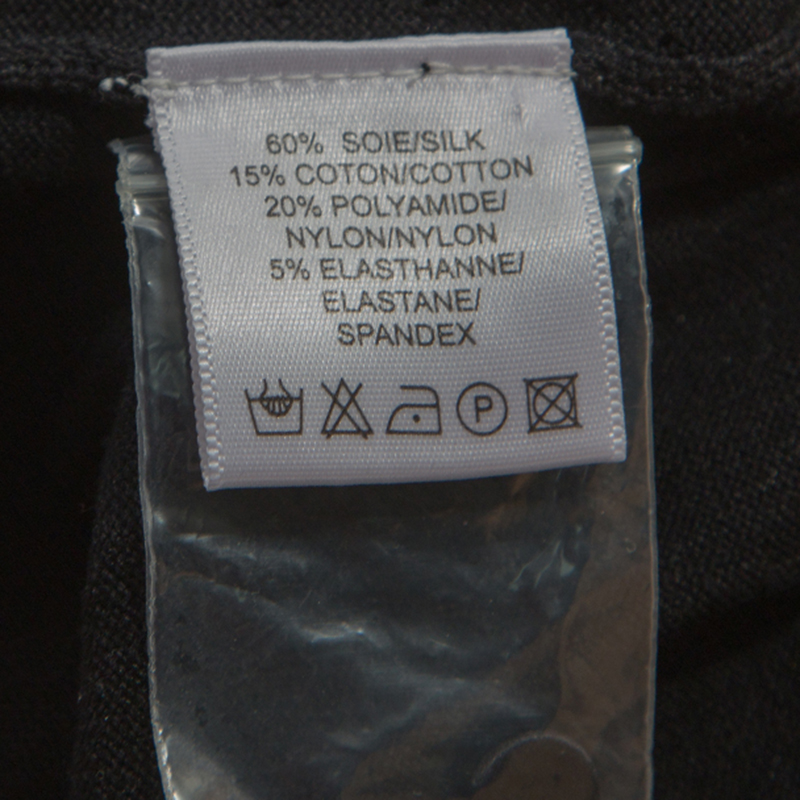 60% SOIE/SILK
15% COTON/COTTON
20% POLYAMIDE/
NYLON/NYLON
5% ELASTHANNE/
ELASTANE/
SPANDEX
P